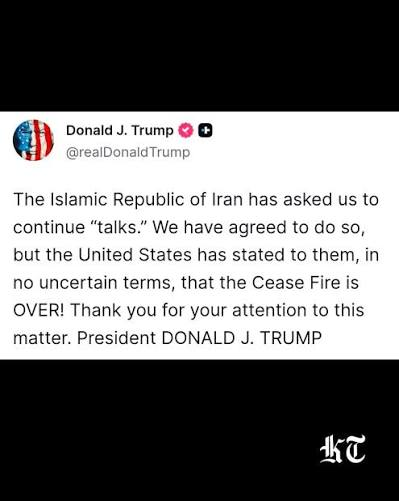 Donald J. Trump
@realDonaldTrump
The Islamic Republic of Iran has asked us to
continue “talks.” We have agreed to do so,
but the United States has stated to them, in
no uncertain terms, that the Cease Fire is
OVER! Thank you for your attention to this
matter. President DONALD J. TRUMP
KT